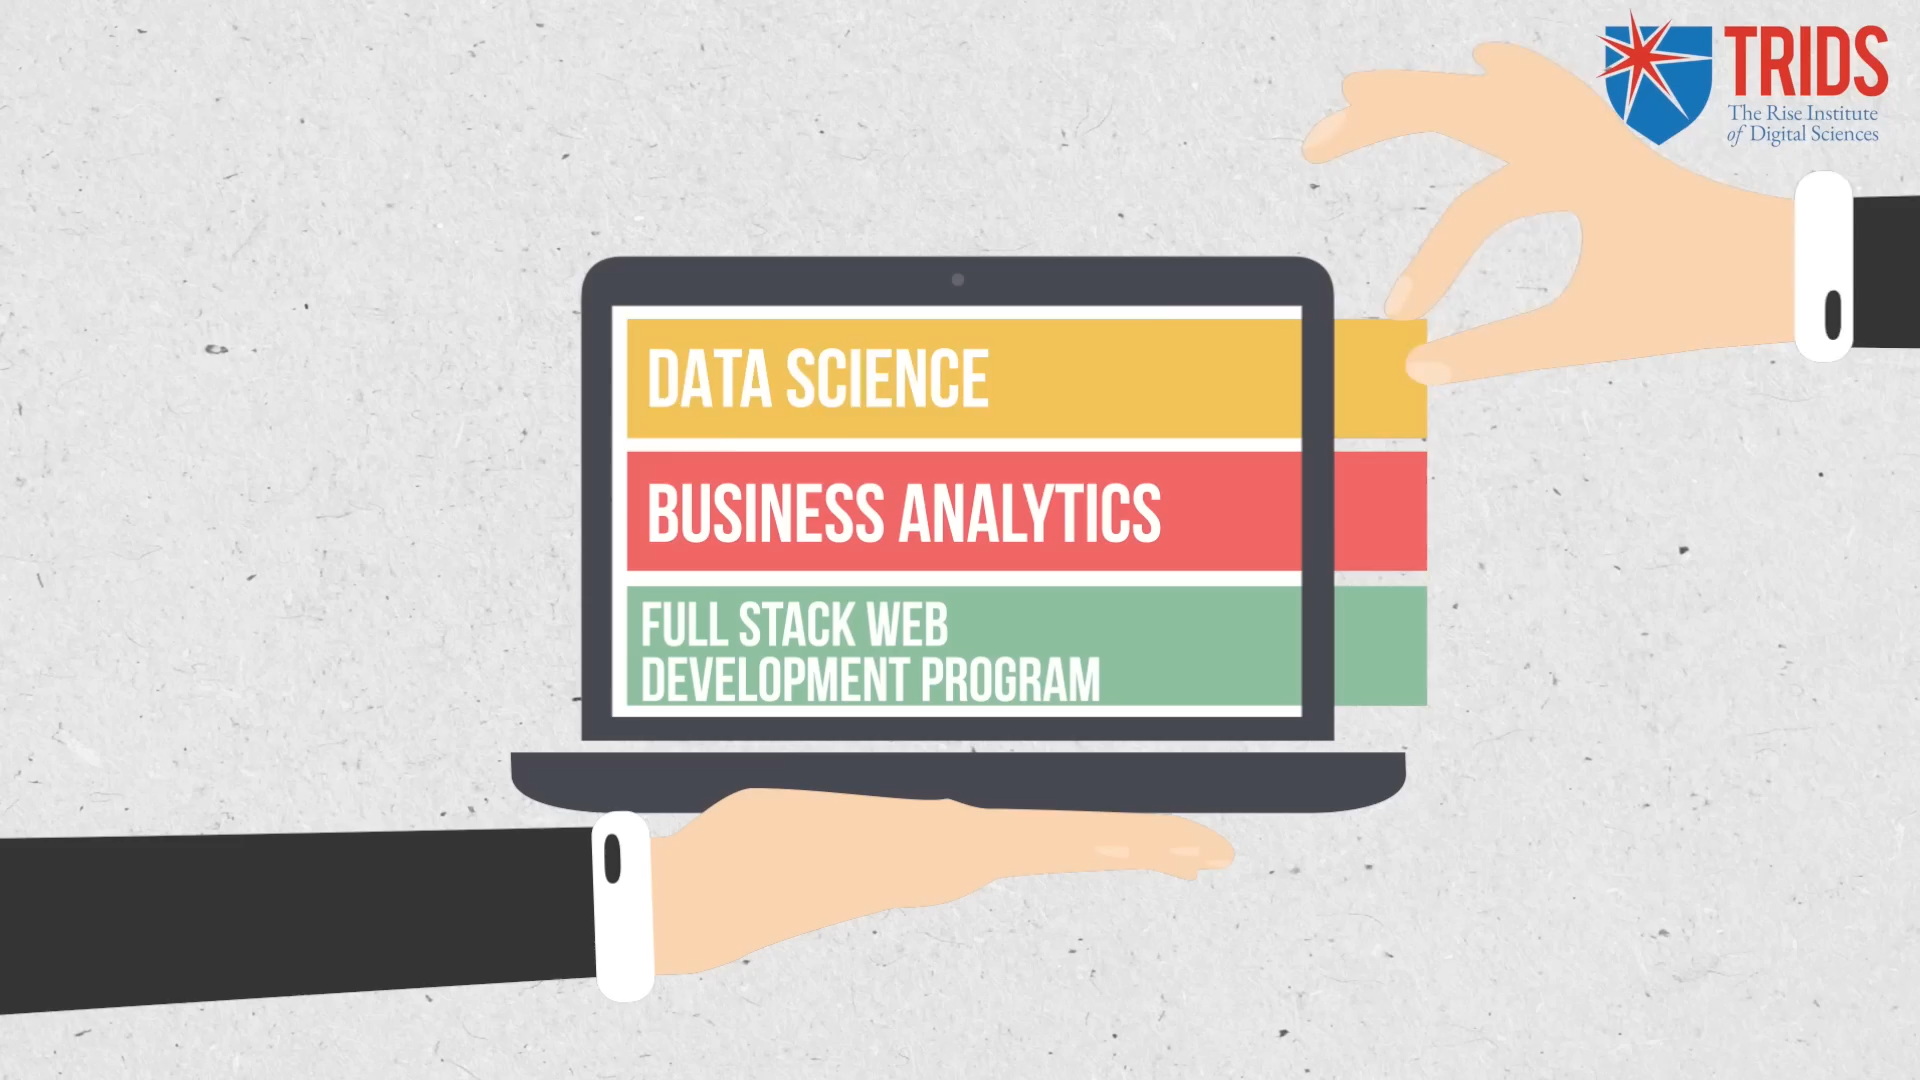 TRIDS
The Rise Institute
of Digital Sciences
DATA SCIENCE
BUSINESS ANALYTICS
FULL STACK WEB
DEVELOPMENT PROGRAM